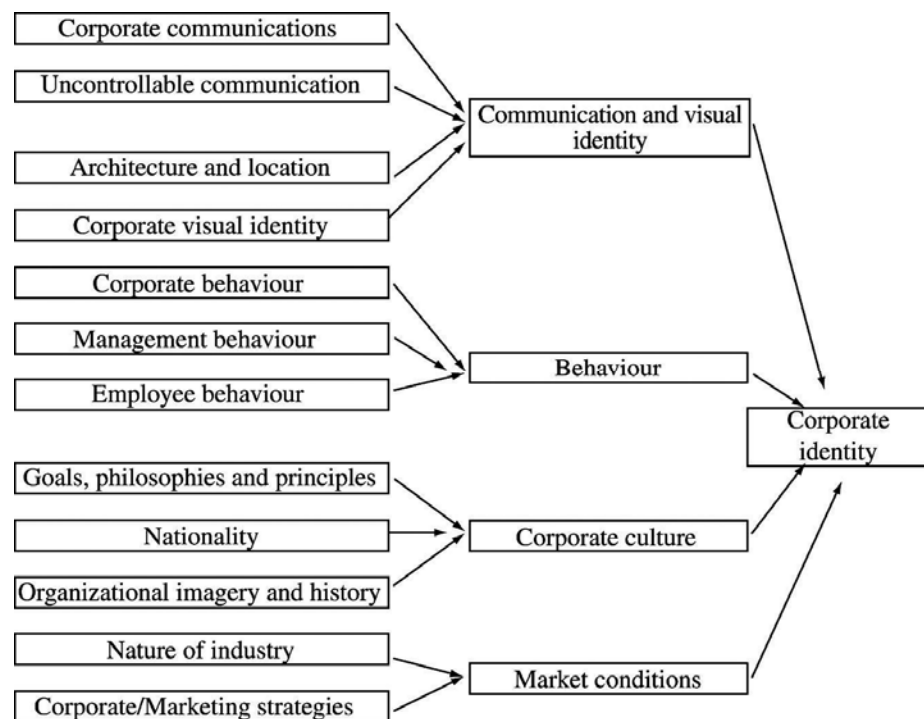 Corporate communications
Uncontrollable communication
Architecture and location
Corporate visual identity
Communication and visual
identity
Corporate behaviour
Management behaviour
Employee behaviour
Behaviour
Corporate
identity
Goals, philosophies and principles
Nationality
Organizational imagery and history
Corporate culture
Nature of industry
Corporate/Marketing strategies
Market conditions